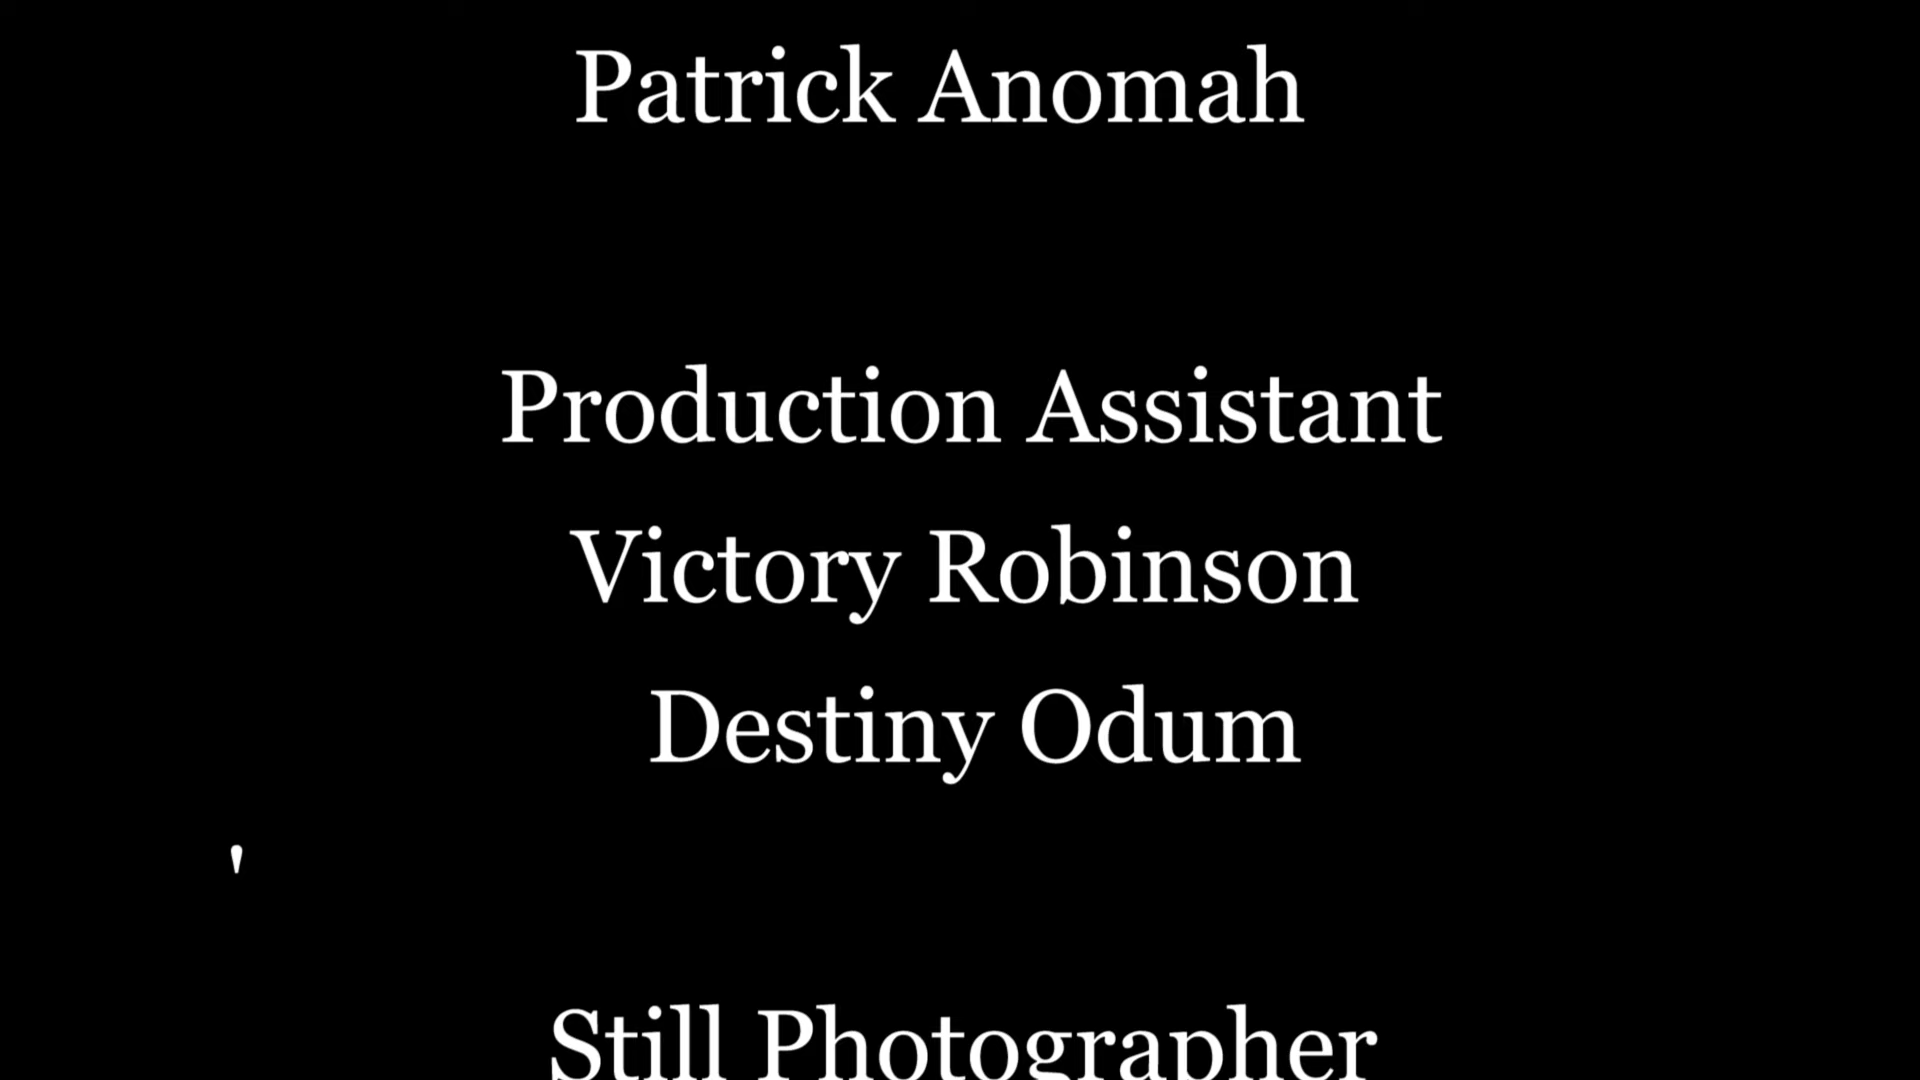 Patrick Anomah
Production Assistant
Victory Robinson
Destiny Odum
'
Still Photographer